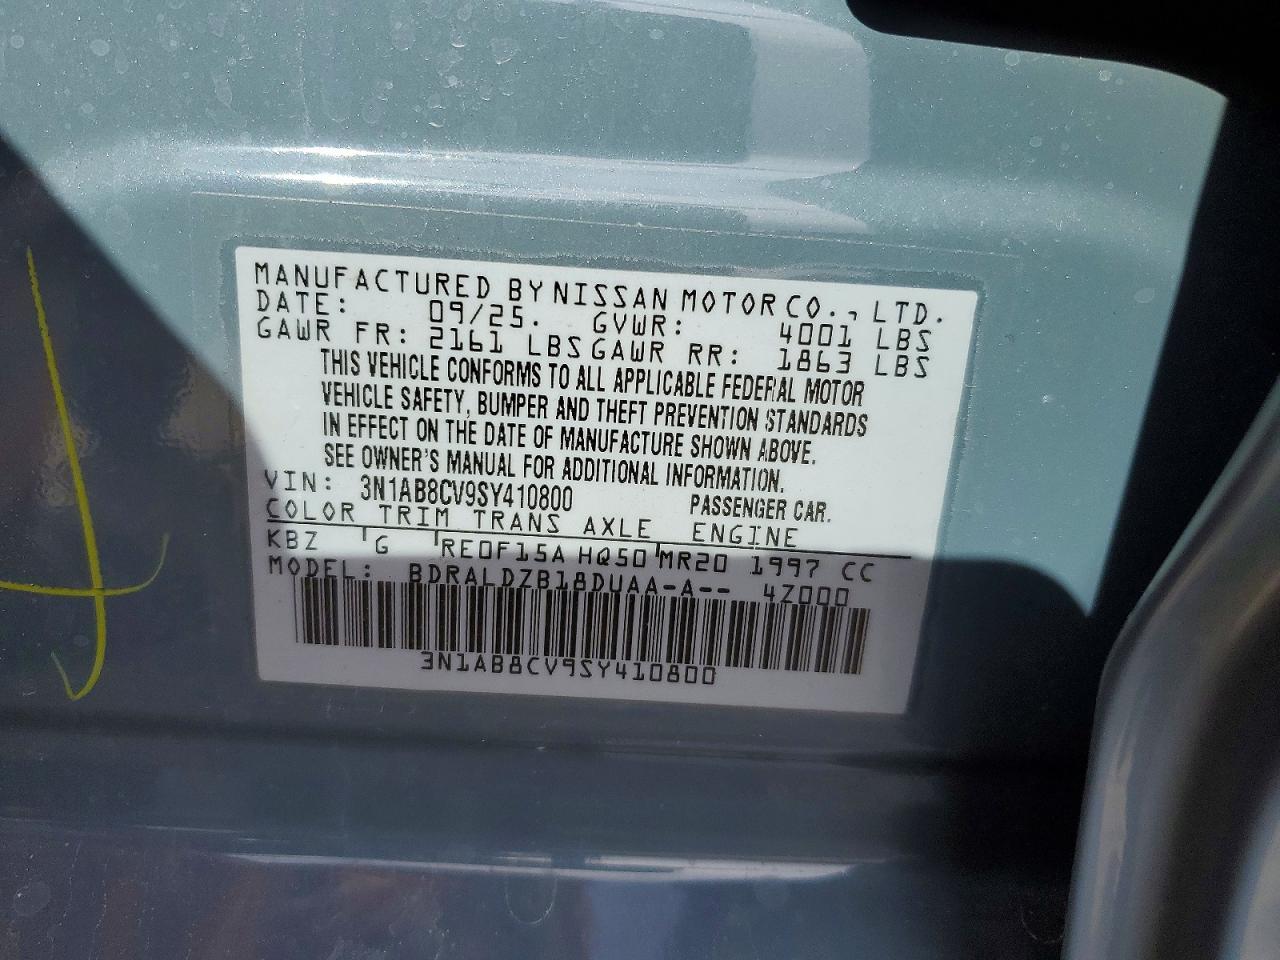 MANUFACTURED BY NISSAN MOTOR CO., LTD.
DATE: 09/25. GVWR: 4001 LBS
GAWR FR: 2161 LBS GAWR RR: 1863 LBS
THIS VEHICLE CONFORMS TO ALL APPLICABLE FEDERAL MOTOR
VEHICLE SAFETY, BUMPER AND THEFT PREVENTION STANDARDS
IN EFFECT ON THE DATE OF MANUFACTURE SHOWN ABOVE.
SEE OWNER'S MANUAL FOR ADDITIONAL INFORMATION.
VIN: 3N1AB8CV9SY410800 PASSENGER CAR.
COLOR TRIM TRANS AXLE ENGINE
KBZ G RE0F15A HQ50 MR20 1997 CC
MODEL: BDRALDZB18DUAA-A-- 4Z000
3N1AB8CV9SY410800